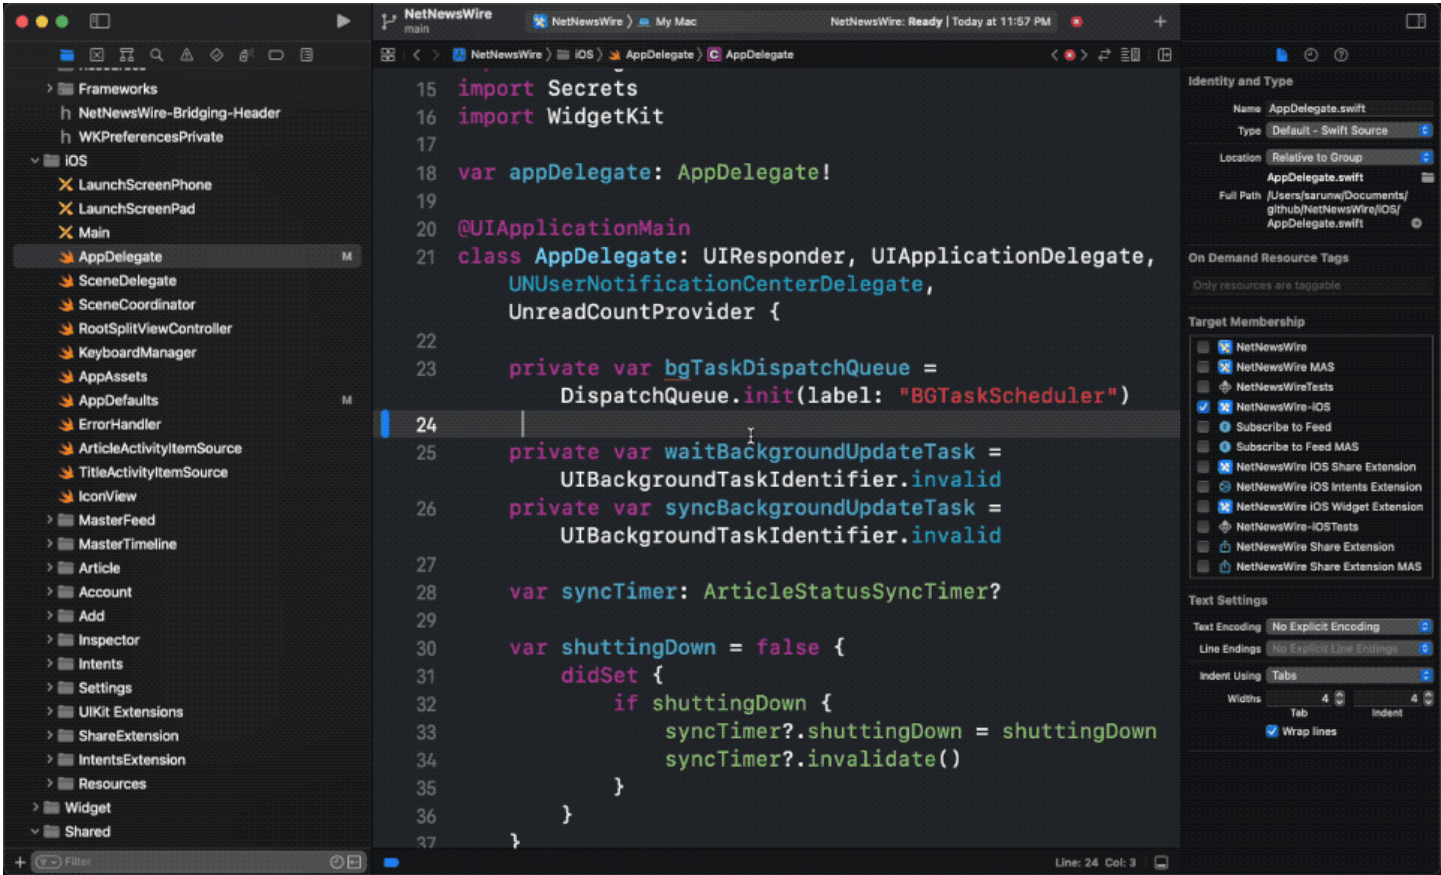 NetNewsWire
main
NetNewsWire 〉 My Mac
NetNewsWire: Ready | Today at 11:57 PM
Frameworks
NetNewsWire-Bridging-Header
WKPreferencesPrivate
iOS
LaunchScreenPhone
LaunchScreenPad
Main
AppDelegate M
SceneDelegate
SceneCoordinator
RootSplitViewController
KeyboardManager
AppAssets
AppDefaults M
ErrorHandler
ArticleActivityItemSource
TitleActivityItemSource
IconView
MasterFeed
MasterTimeline
Article
Account
Add
Inspector
Intents
Settings
UIKit Extensions
ShareExtension
IntentsExtension
Resources
Widget
Shared
Filter
NetNewsWire 〉 iOS 〉 AppDelegate 〉 C AppDelegate
15 import Secrets
16 import WidgetKit
17
18 var appDelegate: AppDelegate!
19
20 @UIApplicationMain
21 class AppDelegate: UIResponder, UIApplicationDelegate,
UNUserNotificationCenterDelegate,
UnreadCountProvider {
22
23 private var bgTaskDispatchQueue =
DispatchQueue.init(label: "BGTaskScheduler")
24
25 private var waitBackgroundUpdateTask =
UIBackgroundTaskIdentifier.invalid
26 private var syncBackgroundUpdateTask =
UIBackgroundTaskIdentifier.invalid
27
28 var syncTimer: ArticleStatusSyncTimer?
29
30 var shuttingDown = false {
31 didSet {
32 if shuttingDown {
33 syncTimer?.shuttingDown = shuttingDown
34 syncTimer?.invalidate()
35 }
36 }
37 }
Line: 24 Col: 3
Identity and Type
Name AppDelegate.swift
Type Default - Swift Source
Location Relative to Group
AppDelegate.swift
Full Path /Users/sarunw/Documents/
github/NetNewsWire/iOS/
AppDelegate.swift
On Demand Resource Tags
Only resources are taggable
Target Membership
NetNewsWire
NetNewsWire MAS
NetNewsWireTests
NetNewsWire-iOS
Subscribe to Feed
Subscribe to Feed MAS
NetNewsWire iOS Share Extension
NetNewsWire iOS Intents Extension
NetNewsWire iOS Widget Extension
NetNewsWire-iOSTests
NetNewsWire Share Extension
NetNewsWire Share Extension MAS
Text Settings
Text Encoding No Explicit Encoding
Line Endings No Explicit Line Endings
Indent Using Tabs
Widths 4 4
Tab Indent
Wrap lines